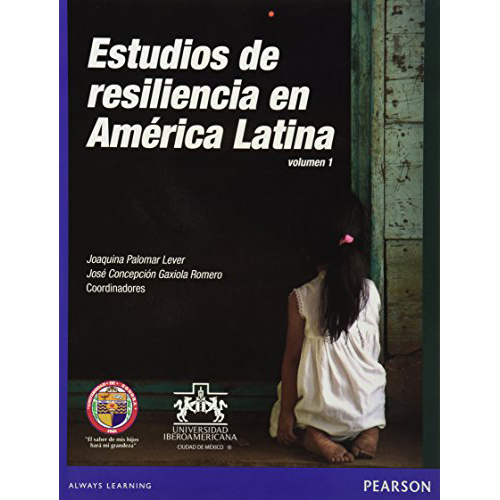 Estudios de
resiliencia en
América Latina
volumen 1
Joaquina Palomar Lever
José Concepción Gaxiola Romero
Coordinadores
"El saber de mis hijos
hará mi grandeza"
UNIVERSIDAD
IBEROAMERICANA
CIUDAD DE MÉXICO ®
ALWAYS LEARNING
PEARSON